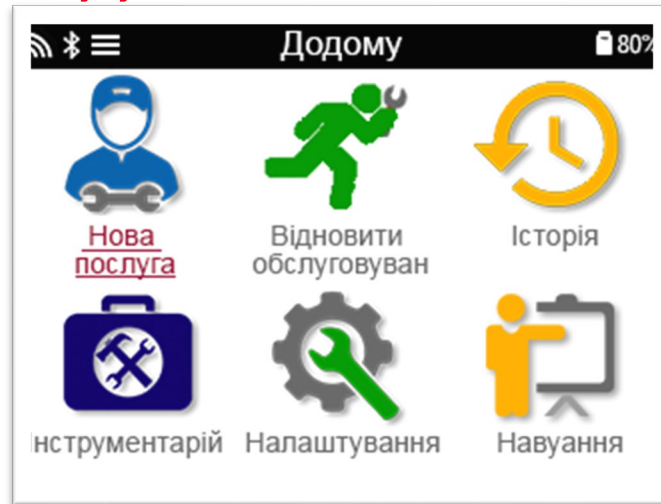 Додому 80%
Нова
послуга
Відновити
обслуговуван
Історія
нструментарій
Налаштування
Навуання